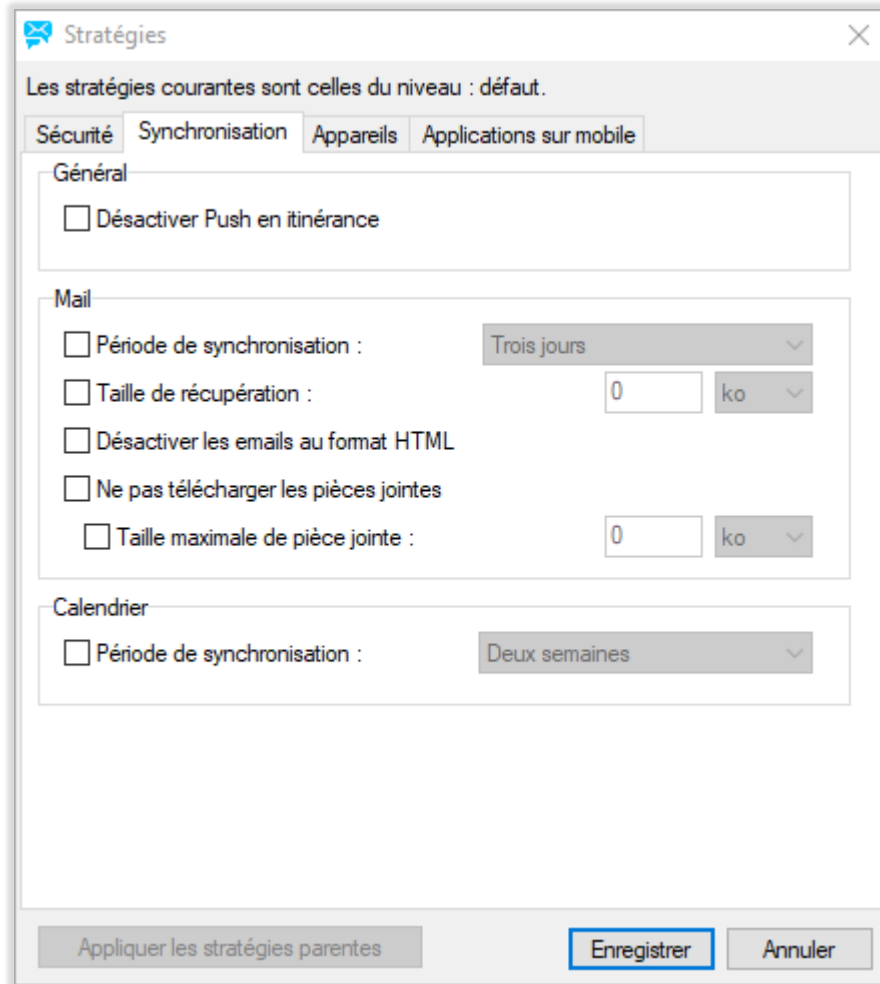 Stratégies
Les stratégies courantes sont celles du niveau : défaut.
Sécurité Synchronisation Appareils Applications sur mobile
Général
Désactiver Push en itinérance
Mail
Période de synchronisation : Trois jours
Taille de récupération : 0 ko
Désactiver les emails au format HTML
Ne pas télécharger les pièces jointes
Taille maximale de pièce jointe : 0 ko
Calendrier
Période de synchronisation : Deux semaines
Appliquer les stratégies parentes Enregistrer Annuler